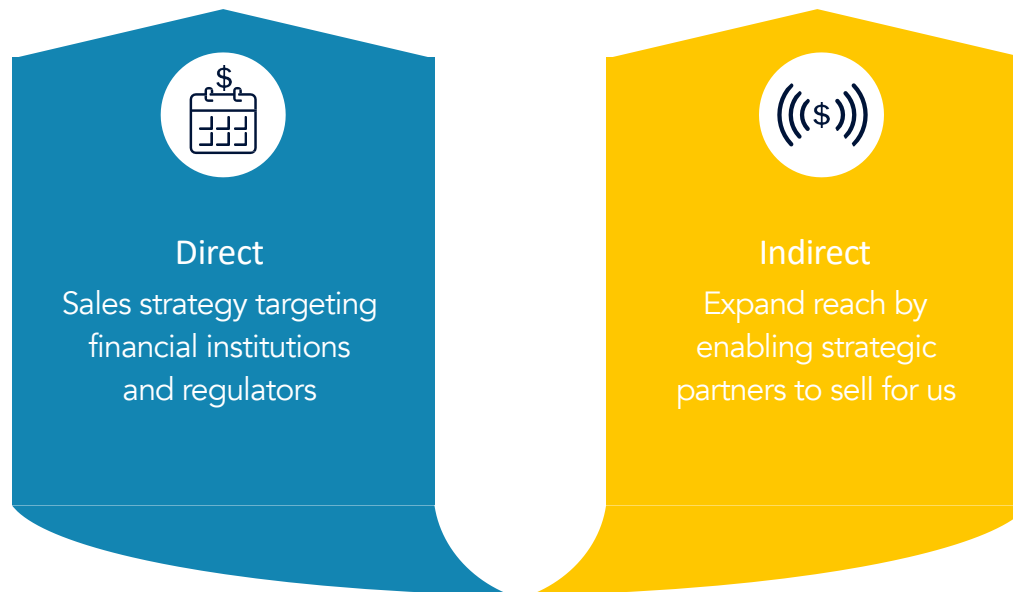 $
Direct
Sales strategy targeting
financial institutions
and regulators
$
Indirect
Expand reach by
enabling strategic
partners to sell for us